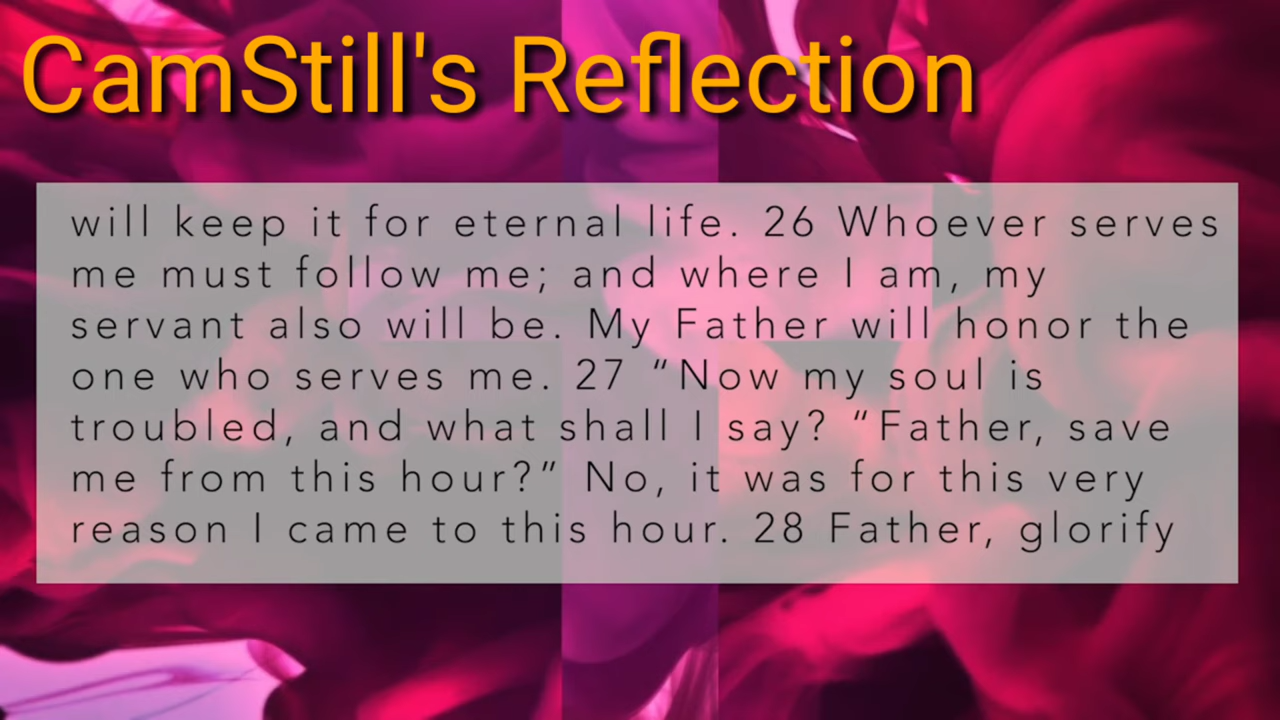 CamStill's Reflection
will keep it for eternal life. 26 Whoever serves
me must follow me; and where I am, my
servant also will be. My Father will honor the
one who serves me. 27 “Now my soul is
troubled, and what shall I say? “Father, save
me from this hour?” No, it was for this very
reason I came to this hour. 28 Father, glorify